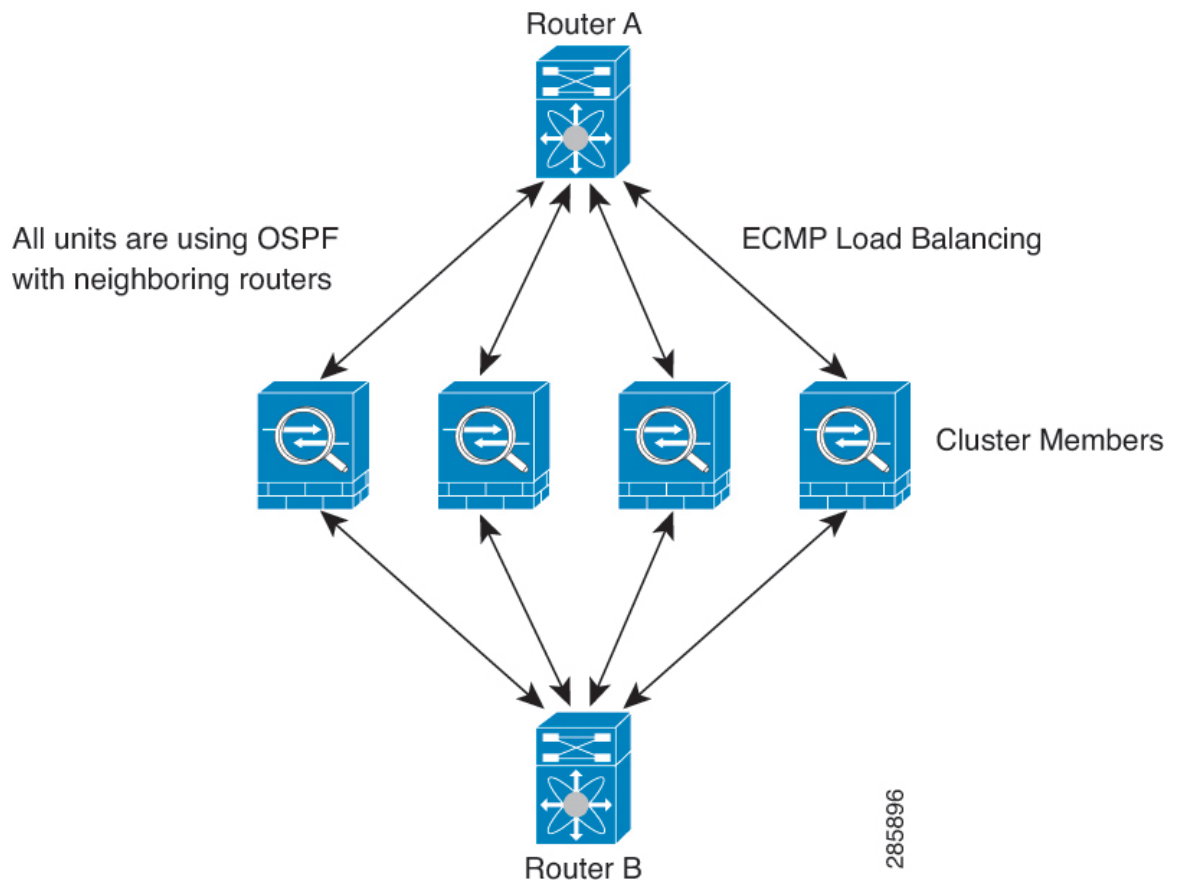 Router A
All units are using OSPF
with neighboring routers
ECMP Load Balancing
Cluster Members
285896
Router B